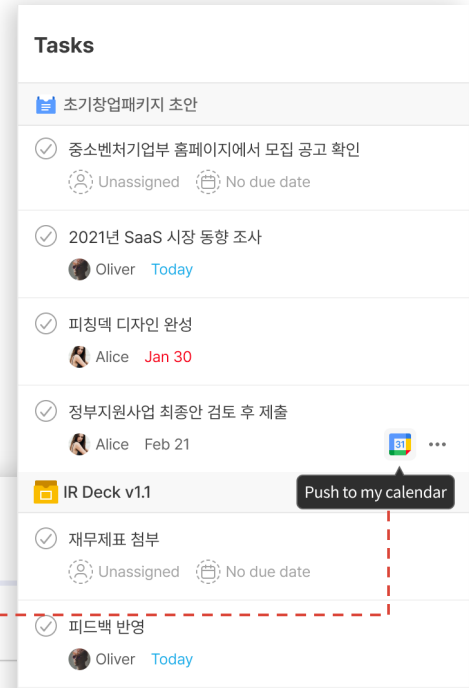 Tasks
초기창업패키지 초안
중소벤처기업부 홈페이지에서 모집 공고 확인
Unassigned No due date
2021년 SaaS 시장 동향 조사
Oliver Today
피칭덱 디자인 완성
Alice Jan 30
정부지원사업 최종안 검토 후 제출
Alice Feb 21 31
IR Deck v1.1 Push to my calendar
재무제표 첨부
Unassigned No due date
피드백 반영
Oliver Today